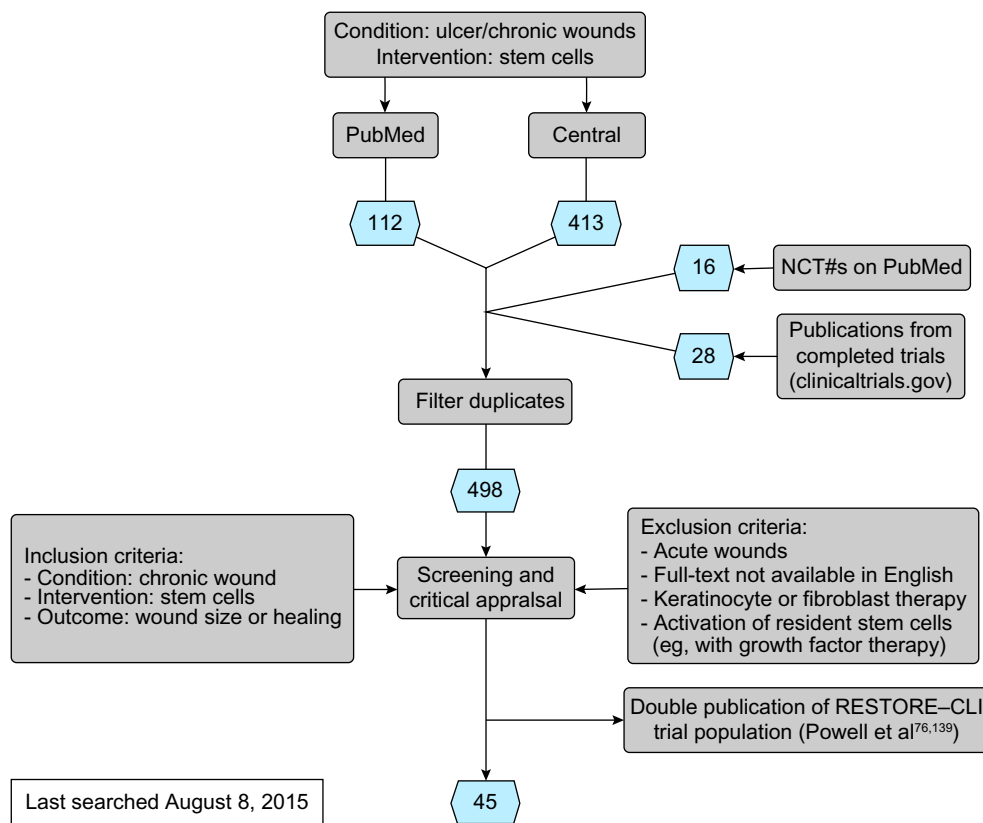 Condition: ulcer/chronic wounds
Intervention: stem cells
PubMed
Central
112
413
16
NCT#s on PubMed
28
Publications from
completed trials
(clinicaltrials.gov)
Filter duplicates
498
Inclusion criteria:
- Condition: chronic wound
- Intervention: stem cells
- Outcome: wound size or healing
Screening and
critical appraisal
Exclusion criteria:
- Acute wounds
- Full-text not available in English
- Keratinocyte or fibroblast therapy
- Activation of resident stem cells
(eg, with growth factor therapy)
Double publication of RESTORE–CLI
trial population (Powell et al76,139)
Last searched August 8, 2015
45